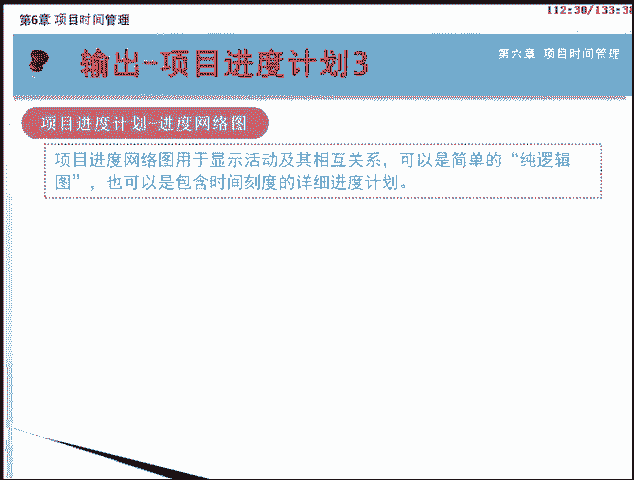 第6章 项目时间管理
112:38/133:38
输出-项目进度计划3
第六章 项目时间管理
项目进度计划-进度网络图
项目进度网络图用于显示活动及其相互关系，可以是简单的“纯逻辑
图”，也可以是包含时间刻度的详细进度计划。